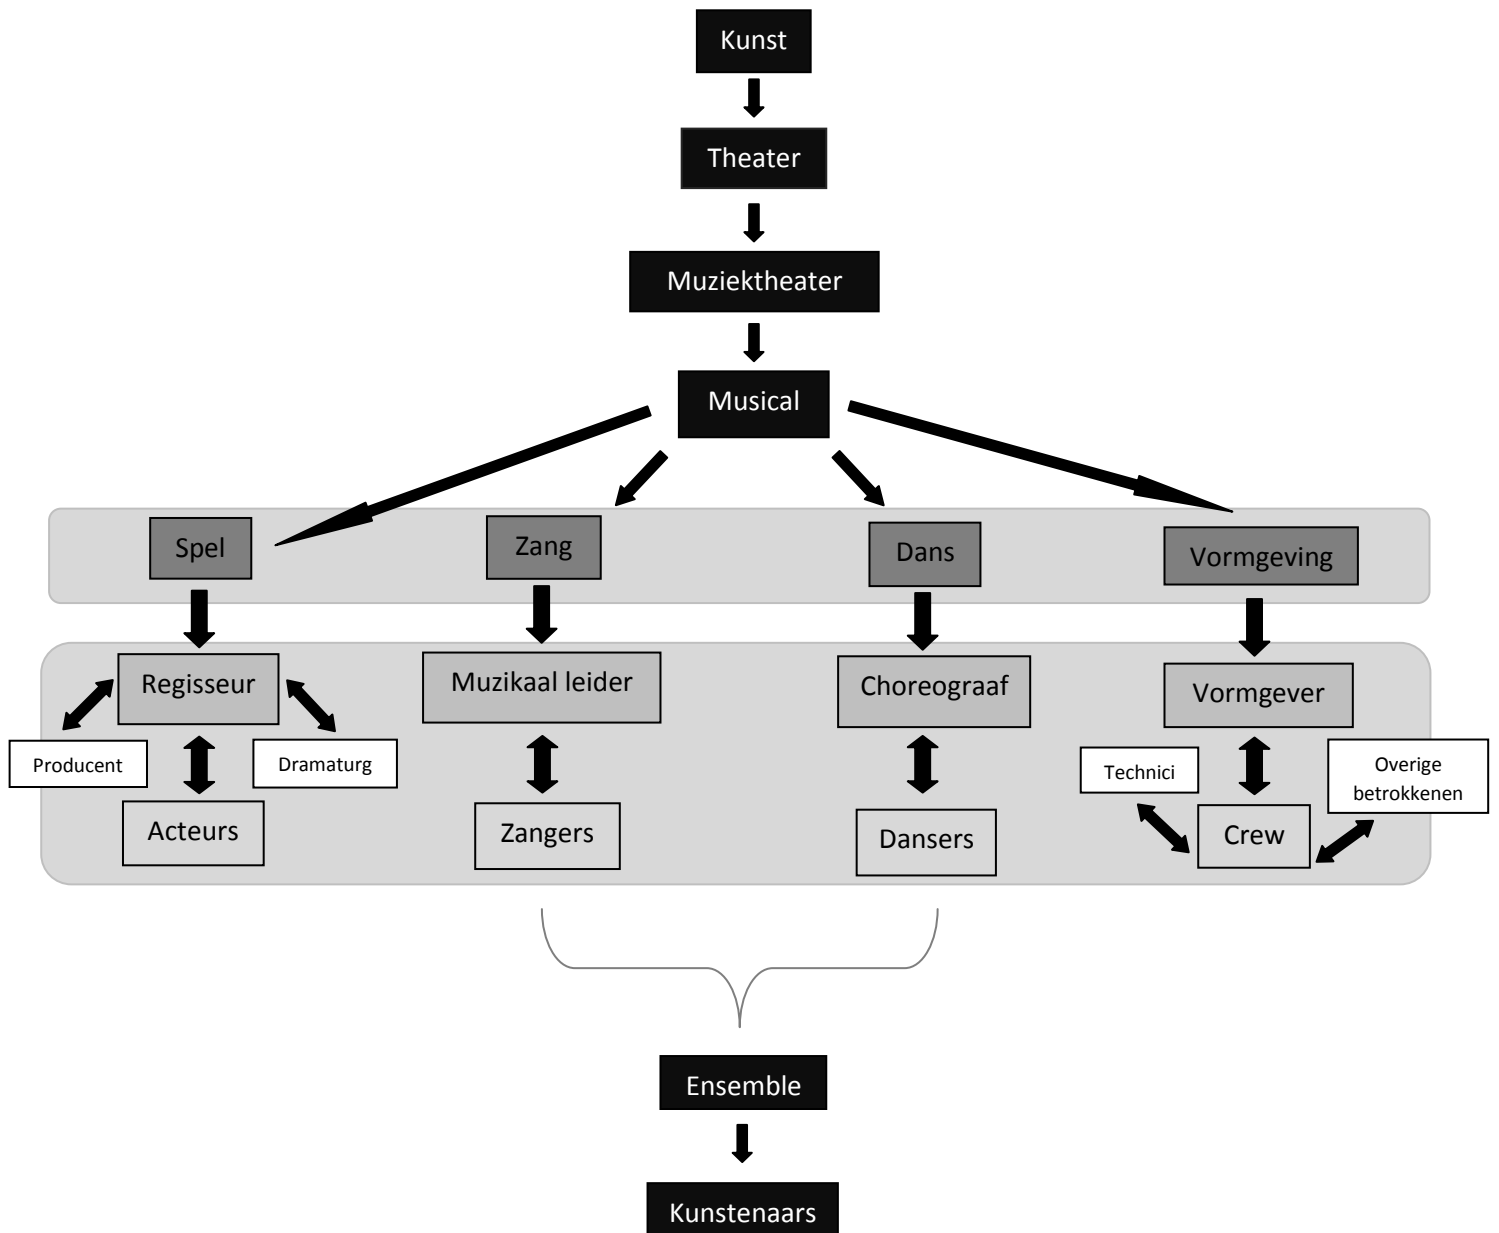 Kunst
Theater
Muziektheater
Musical
Spel
Zang
Dans
Vormgeving
Regisseur
Muzikaal leider
Choreograaf
Vormgever
Producent
Dramaturg
Technici
Overige
betrokkenen
Acteurs
Zangers
Dansers
Crew
Ensemble
Kunstenaars